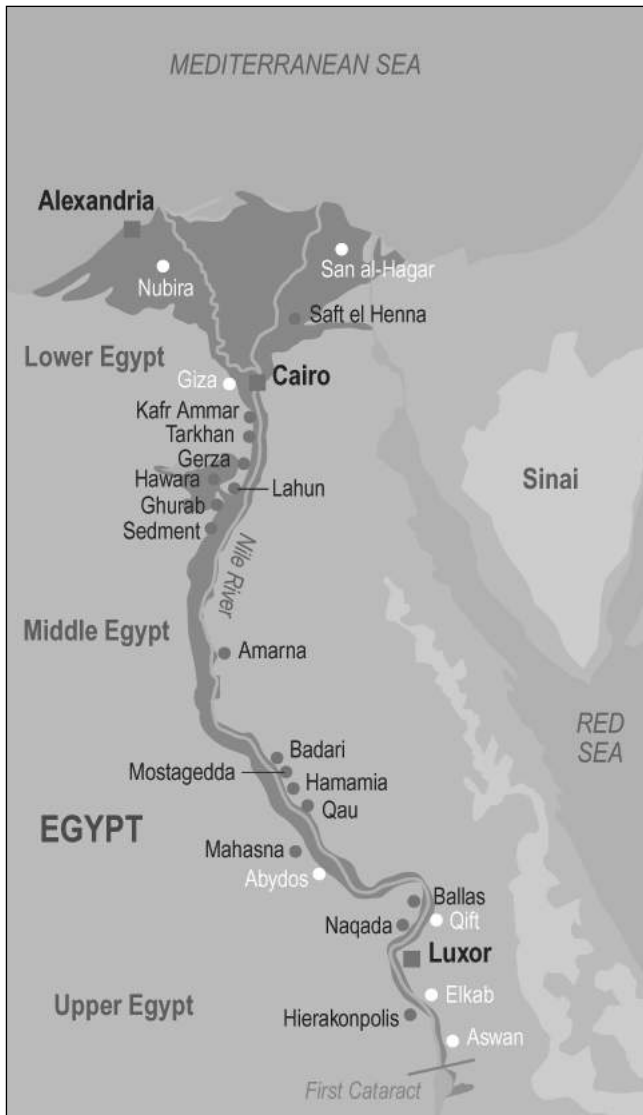 MEDITERRANEAN SEA
Alexandria
San al-Hagar
Nubira
Saft el Henna
Lower Egypt
Giza
Cairo
Kafr Ammar
Tarkhan
Gerza
Hawara
Lahun
Sinai
Ghurab
Sedment
Nile River
Middle Egypt
Amarna
RED
SEA
Badari
Mostagedda
Hamamia
Qau
EGYPT
Mahasna
Abydos
Ballas
Naqada
Qift
Luxor
Elkab
Upper Egypt
Hierakonpolis
Aswan
First Cataract